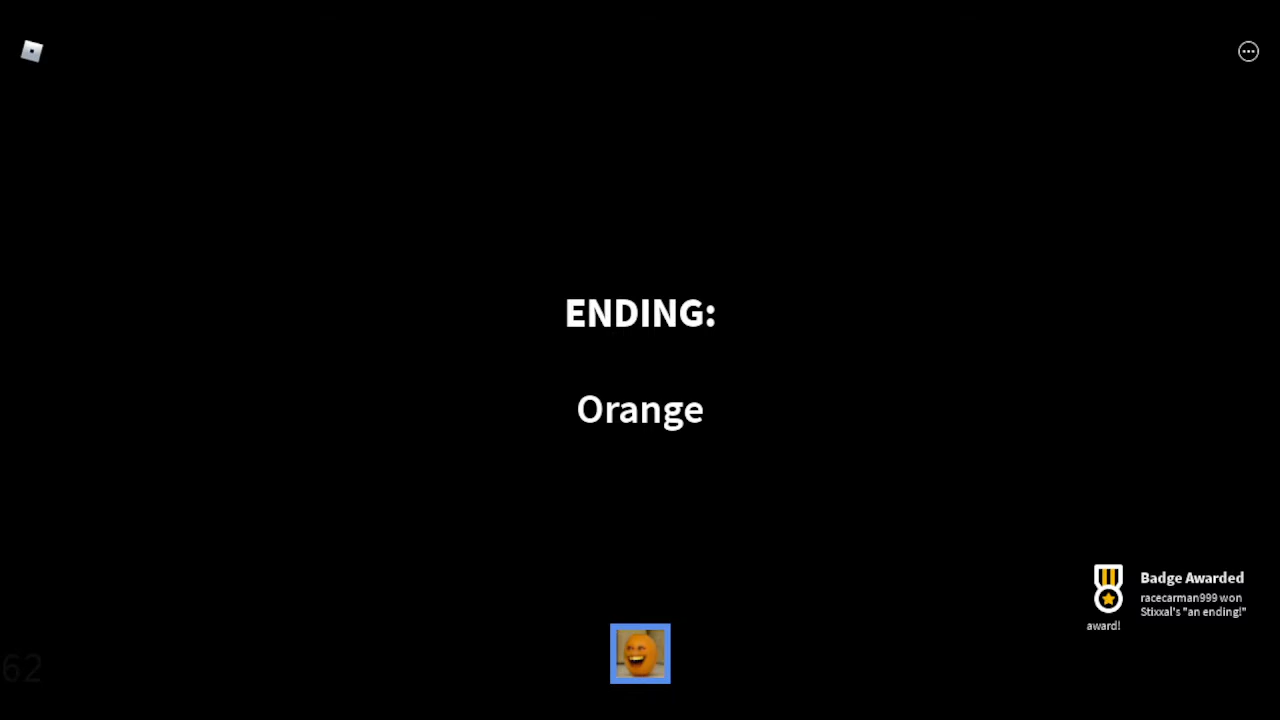 ENDING:
Orange
Badge Awarded
racecarman999 won
Stixxal's "an ending!"
award!
62